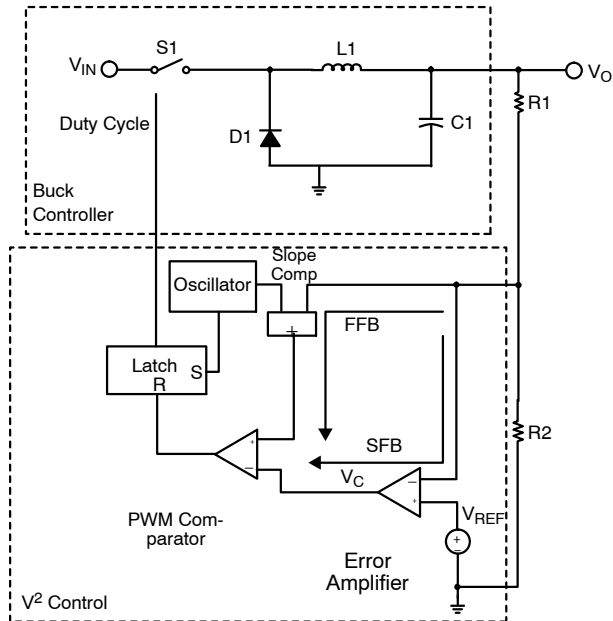 S1
L1
V_IN
V_O
R1
Duty Cycle
C1
D1
Buck
Controller
Slope
Comp
Oscillator
+
FFB
Latch
S
R
+
−
SFB
R2
V_C
−
+
V_REF
PWM Com-
parator
+
−
Error
Amplifier
V² Control